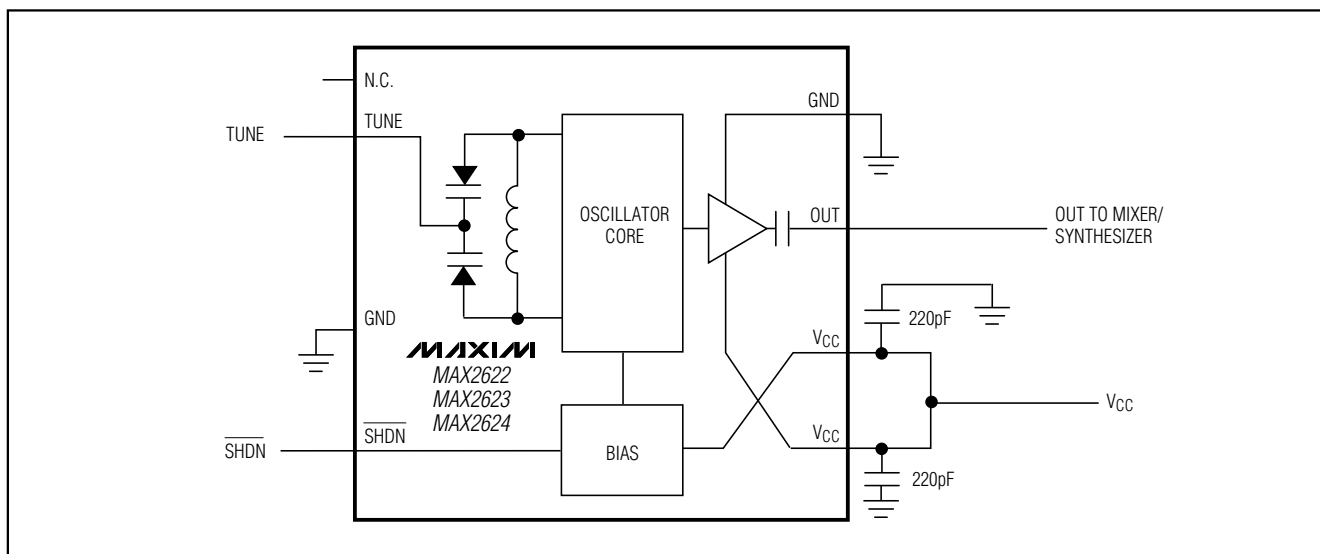 N.C.
GND
TUNE
TUNE
OUT
OSCILLATOR
CORE
OUT TO MIXER/
SYNTHESIZER
GND
220pF
MAXIM
MAX2622
MAX2623
MAX2624
VCC
VCC
SHDN
SHDN
BIAS
VCC
220pF